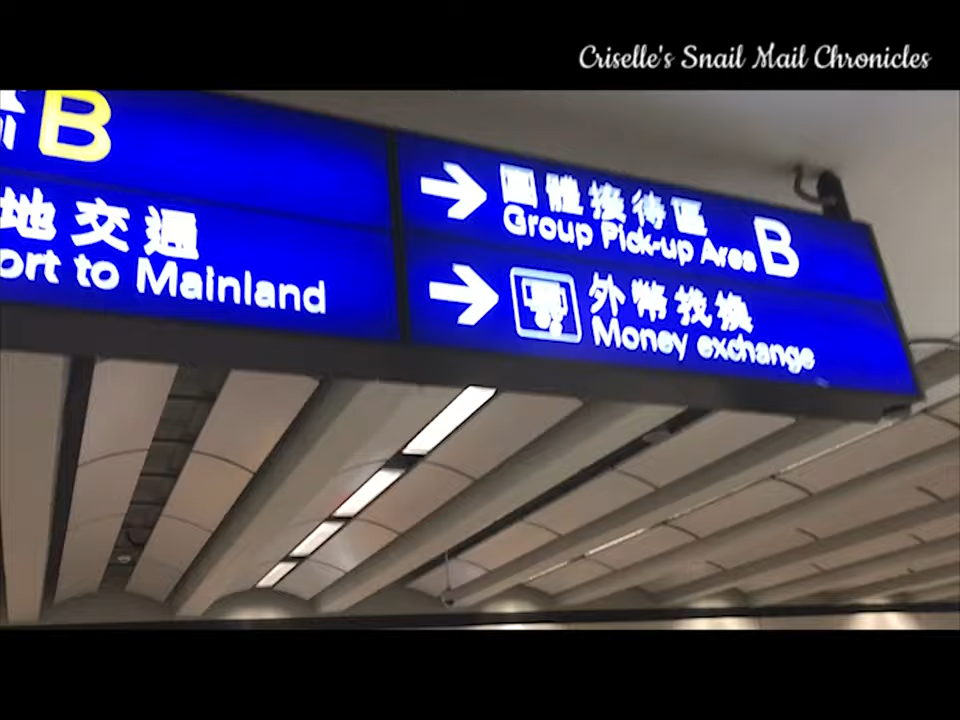 Criselle's Snail Mail Chronicles
B
地交通
to Mainland
團體接待區
Group Pick-up Area B
外幣找換
Money exchange